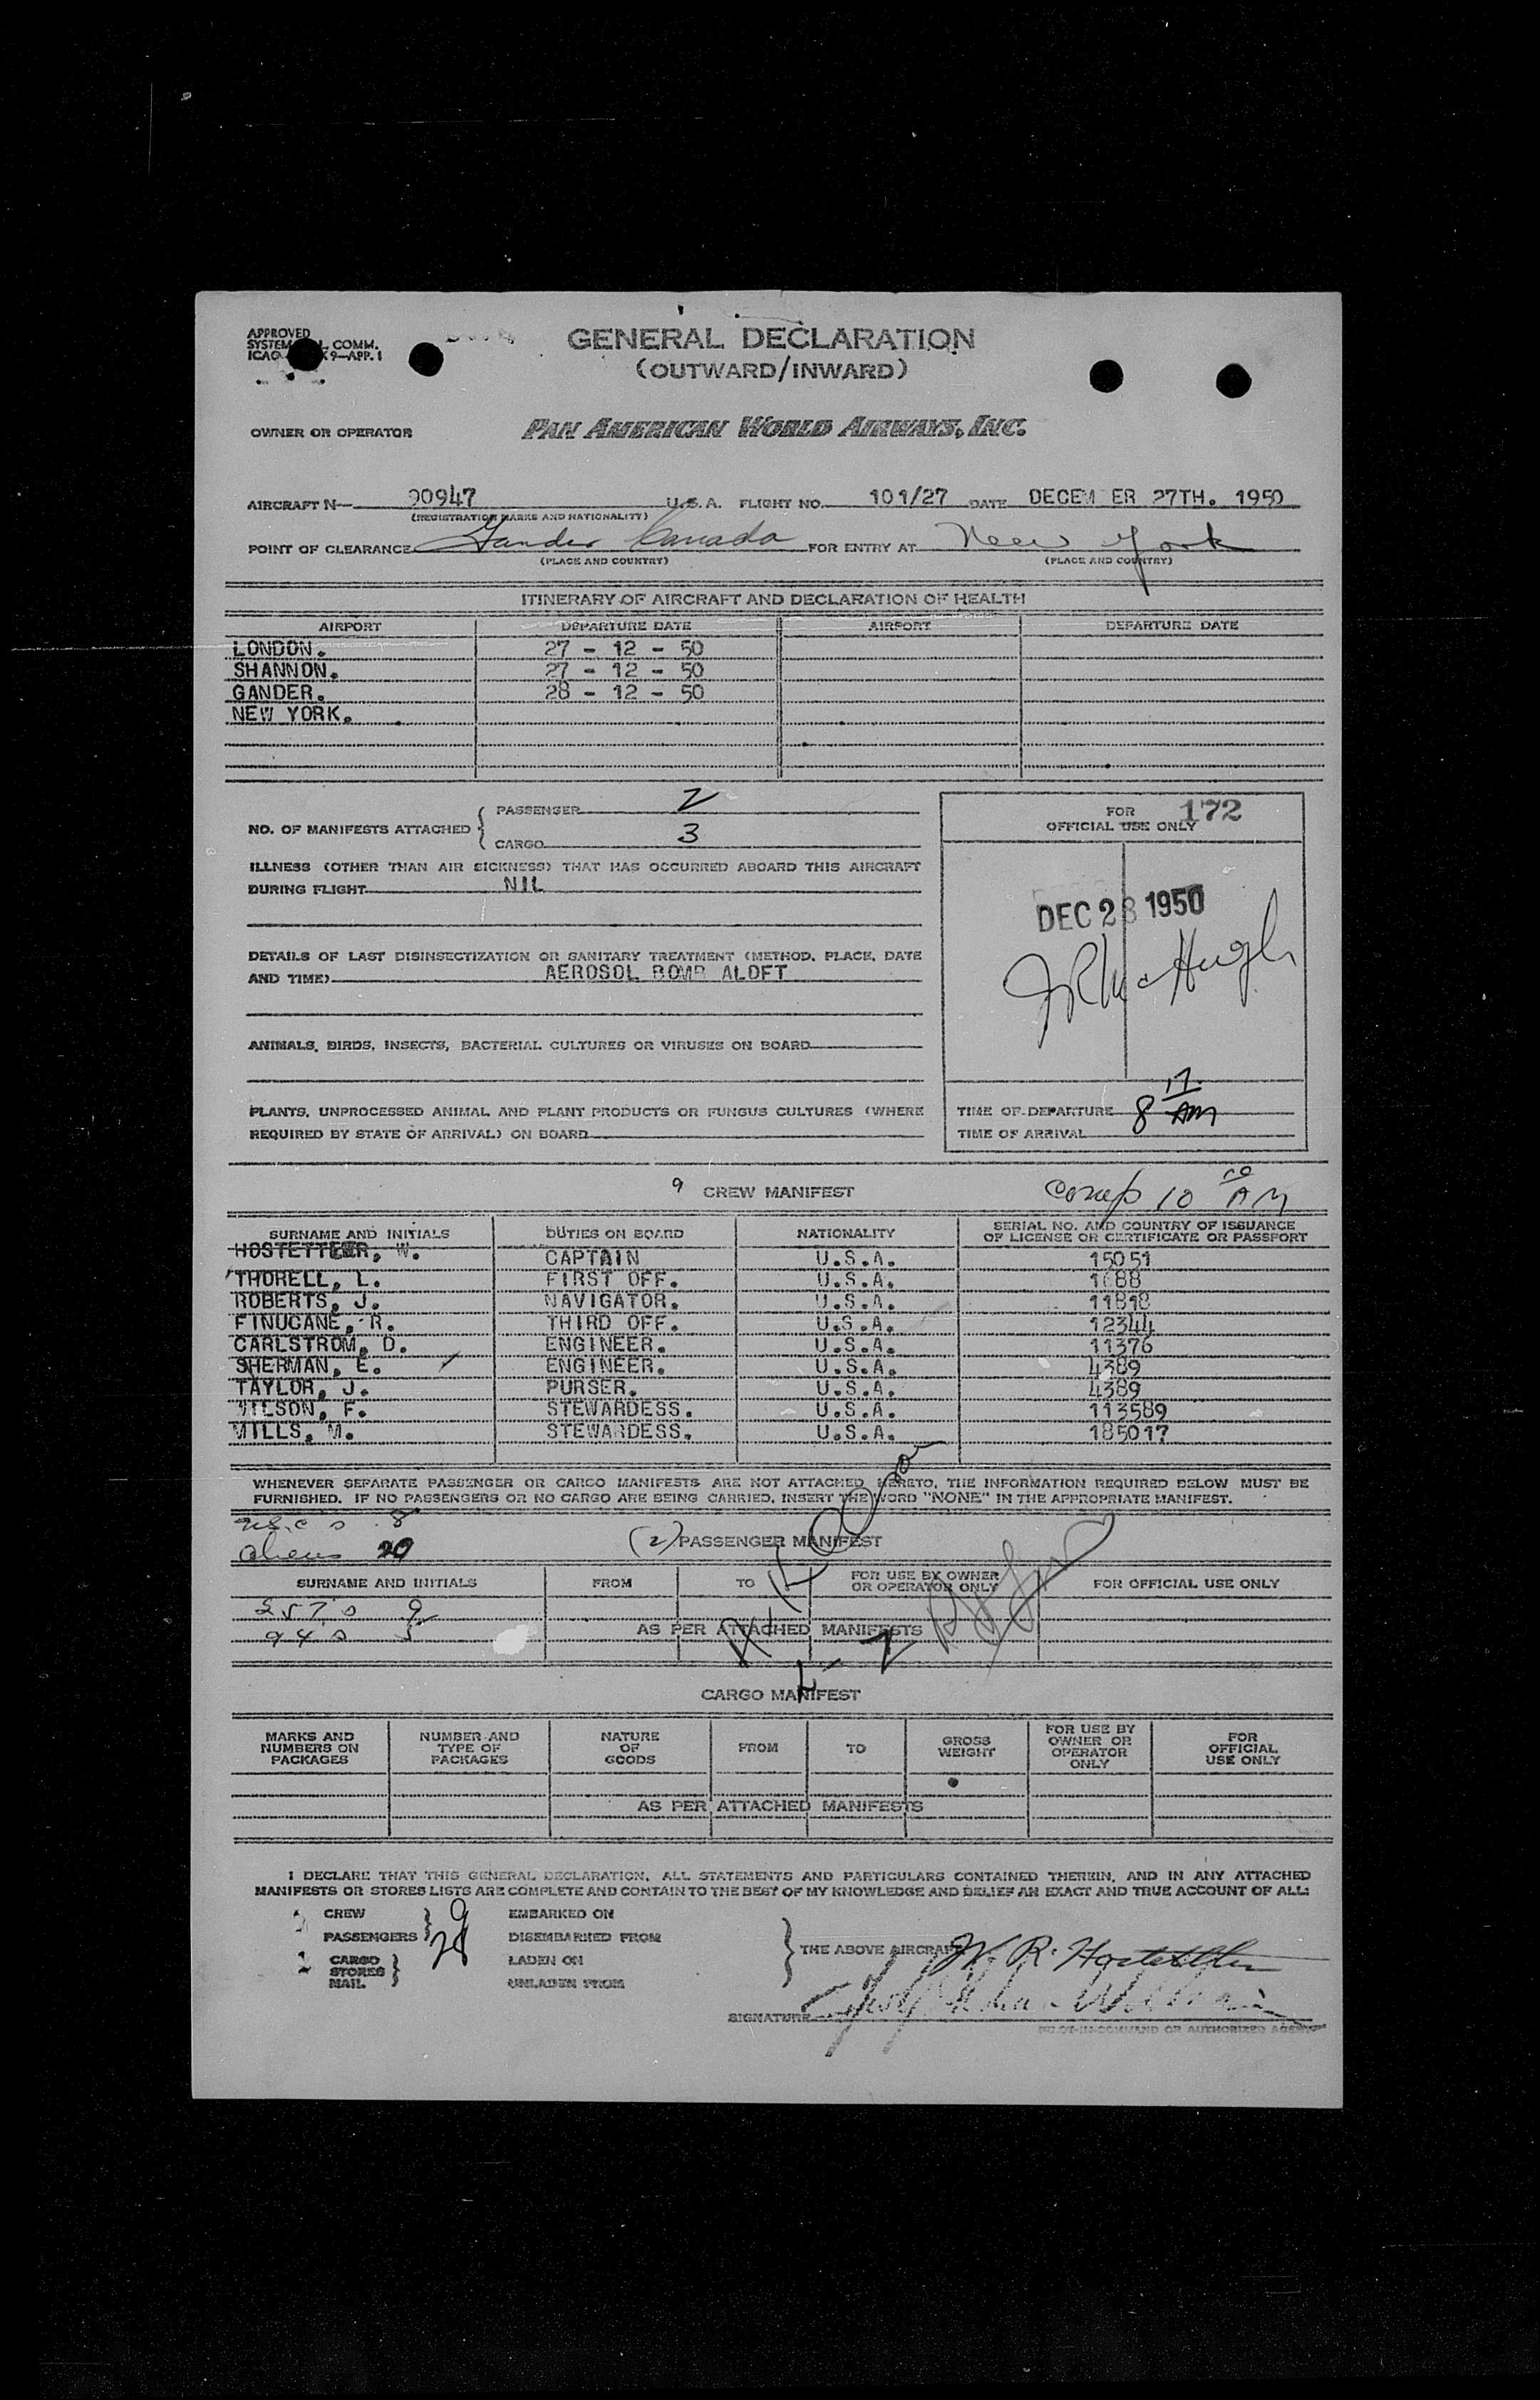 APPROVED
GENERAL DECLARATION
SYSTEM COMM.
(OUTWARD/INWARD)
ICAO 9—APP. 1
OWNER OR OPERATOR PAN AMERICAN WORLD AIRWAYS, INC.
AIRCRAFT N— 90947 U.S.A. FLIGHT NO. 101/27 DATE DECEM ER 27TH. 1950
(REGISTRATION MARKS AND NATIONALITY)
POINT OF CLEARANCE Gander Canada FOR ENTRY AT New York
(PLACE AND COUNTRY) (PLACE AND COUNTRY)
ITINERARY OF AIRCRAFT AND DECLARATION OF HEALTH
AIRPORT DEPARTURE DATE AIRPORT DEPARTURE DATE
LONDON. 27 - 12 - 50
SHANNON. 27 - 12 - 50
GANDER. 28 - 12 - 50
NEW YORK.
NO. OF MANIFESTS ATTACHED { PASSENGER 2
CARGO 3
ILLNESS (OTHER THAN AIR SICKNESS) THAT HAS OCCURRED ABOARD THIS AIRCRAFT
DURING FLIGHT NIL
DETAILS OF LAST DISINSECTIZATION OR SANITARY TREATMENT (METHOD, PLACE, DATE
AND TIME) AEROSOL BOMB ALOFT
ANIMALS, BIRDS, INSECTS, BACTERIAL CULTURES OR VIRUSES ON BOARD
PLANTS, UNPROCESSED ANIMAL AND PLANT PRODUCTS OR FUNGUS CULTURES (WHERE
REQUIRED BY STATE OF ARRIVAL) ON BOARD
FOR 172
OFFICIAL USE ONLY
DEC 28 1950
JR McHugh
TIME OF DEPARTURE 8 17 AM
TIME OF ARRIVAL
9 CREW MANIFEST Comp 10 10 AM
SURNAME AND INITIALS DUTIES ON BOARD NATIONALITY SERIAL NO. AND COUNTRY OF ISSUANCE
OF LICENSE OR CERTIFICATE OR PASSPORT
HOSTETTLER, W. CAPTAIN U.S.A. 15051
THORELL, L. FIRST OFF. U.S.A. 1688
ROBERTS, J. NAVIGATOR. U.S.A. 11818
FINUCANE, R. THIRD OFF. U.S.A. 12344
CARLSTROM, D. ENGINEER. U.S.A. 11376
SHERMAN, E. ENGINEER. U.S.A. 4389
TAYLOR, J. PURSER. U.S.A. 4389
WILSON, F. STEWARDESS. U.S.A. 113589
MILLS, M. STEWARDESS. U.S.A. 185017
WHENEVER SEPARATE PASSENGER OR CARGO MANIFESTS ARE NOT ATTACHED HERETO, THE INFORMATION REQUIRED BELOW MUST BE
FURNISHED. IF NO PASSENGERS OR NO CARGO ARE BEING CARRIED, INSERT THE WORD "NONE" IN THE APPROPRIATE MANIFEST.
U.S.C's 8
Aliens 20 (2) PASSENGER MANIFEST
SURNAME AND INITIALS FROM TO FOR USE BY OWNER
OR OPERATOR ONLY FOR OFFICIAL USE ONLY
257's 9
94's 5 AS PER ATTACHED MANIFESTS
L-Z
CARGO MANIFEST
MARKS AND NUMBERS ON PACKAGES NUMBER AND TYPE OF PACKAGES NATURE OF GOODS FROM TO GROSS WEIGHT FOR USE BY OWNER OR OPERATOR ONLY FOR OFFICIAL USE ONLY
AS PER ATTACHED MANIFESTS
I DECLARE THAT THIS GENERAL DECLARATION, ALL STATEMENTS AND PARTICULARS CONTAINED THEREIN, AND IN ANY ATTACHED
MANIFESTS OR STORES LISTS ARE COMPLETE AND CONTAIN TO THE BEST OF MY KNOWLEDGE AND BELIEF AN EXACT AND TRUE ACCOUNT OF ALL:
CREW } 9 EMBARKED ON
PASSENGERS 28 DISEMBARKED FROM
CARGO LADEN ON
STORES
MAIL UNLADEN FROM
} THE ABOVE AIRCRAFT W. R. Hostettler
SIGNATURE
PILOT-IN-COMMAND OR AUTHORIZED AGENT